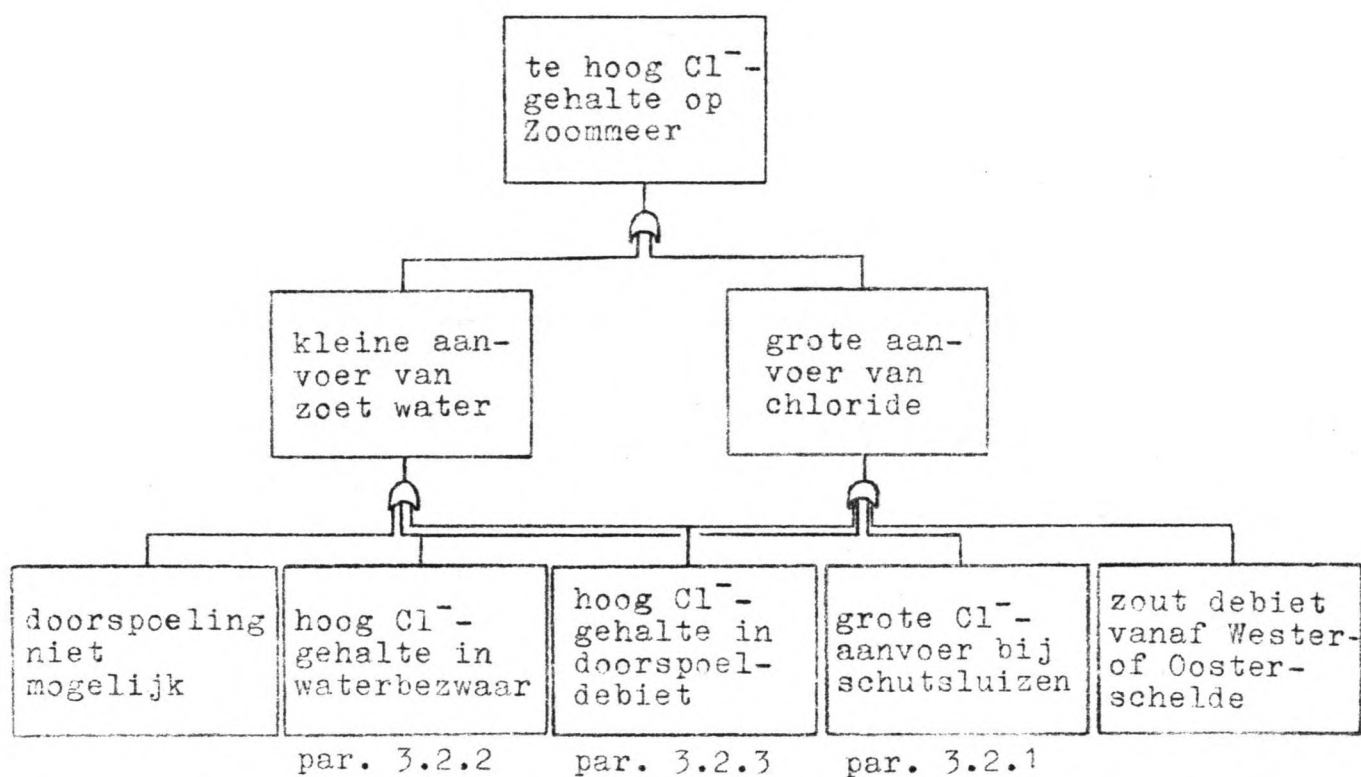 te hoog Cl⁻-
gehalte op
Zoommeer
kleine aan-
voer van
zoet water
grote aan-
voer van
chloride
doorspoeling
niet
mogelijk
hoog Cl⁻-
gehalte in
waterbezwaar
hoog Cl⁻-
gehalte in
doorspoel-
debiet
grote Cl⁻-
aanvoer bij
schutsluizen
zout debiet
vanaf Wester-
of Ooster-
schelde
par. 3.2.2
par. 3.2.3
par. 3.2.1